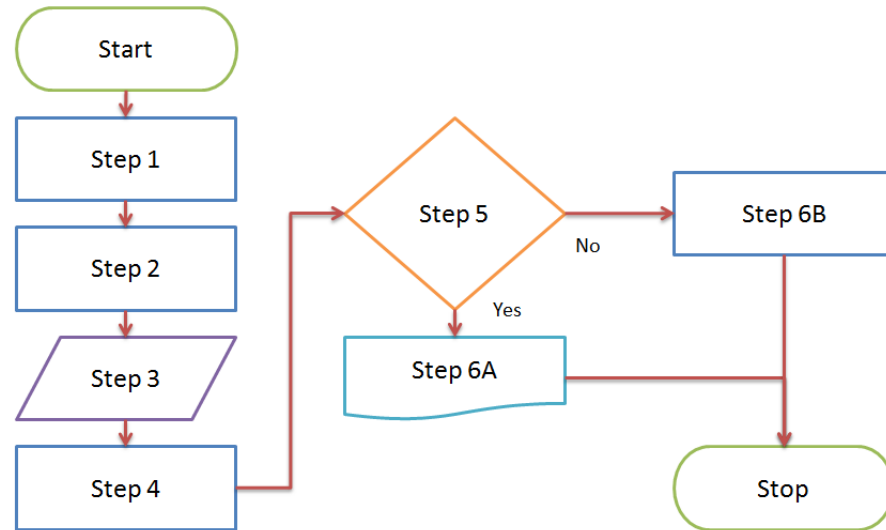 Start
Step 1
Step 2
Step 3
Step 4
Step 5
No
Yes
Step 6A
Step 6B
Stop